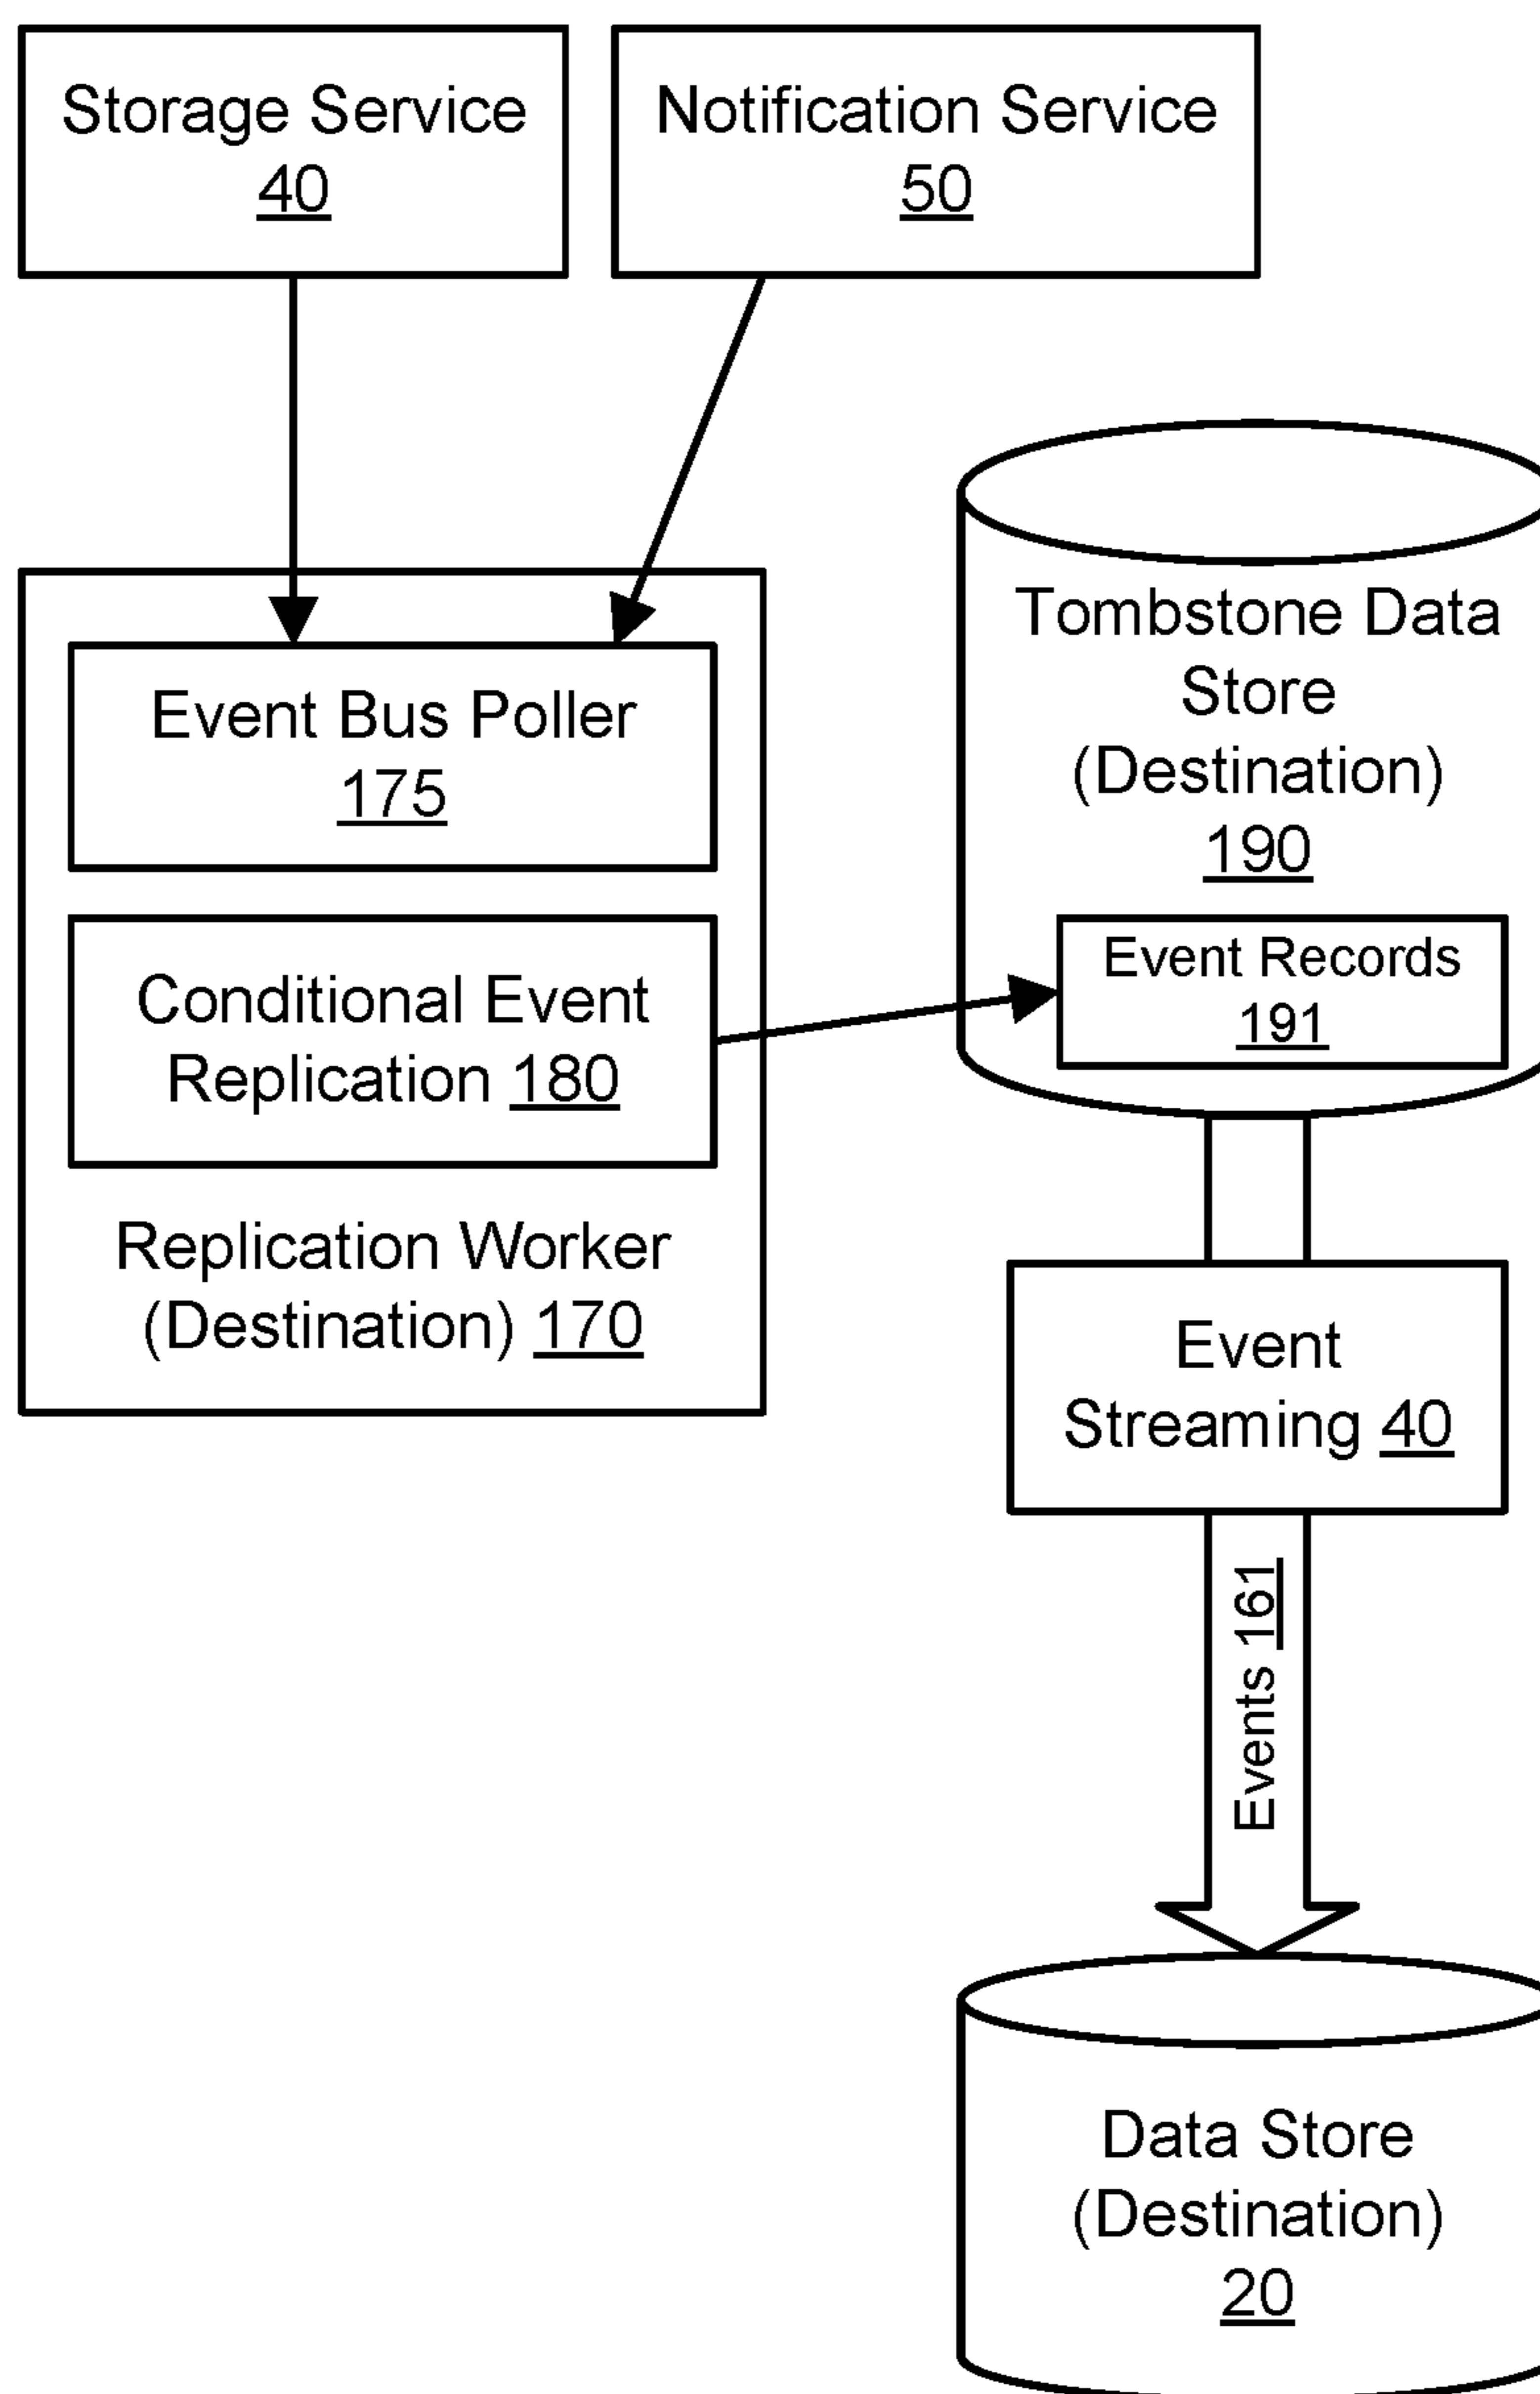 Storage Service
40
Notification Service
50
Event Bus Poller
175
Conditional Event
Replication 180
Replication Worker
(Destination) 170
Tombstone Data
Store
(Destination)
190
Event Records
191
Event
Streaming 40
Events 161
Data Store
(Destination)
20